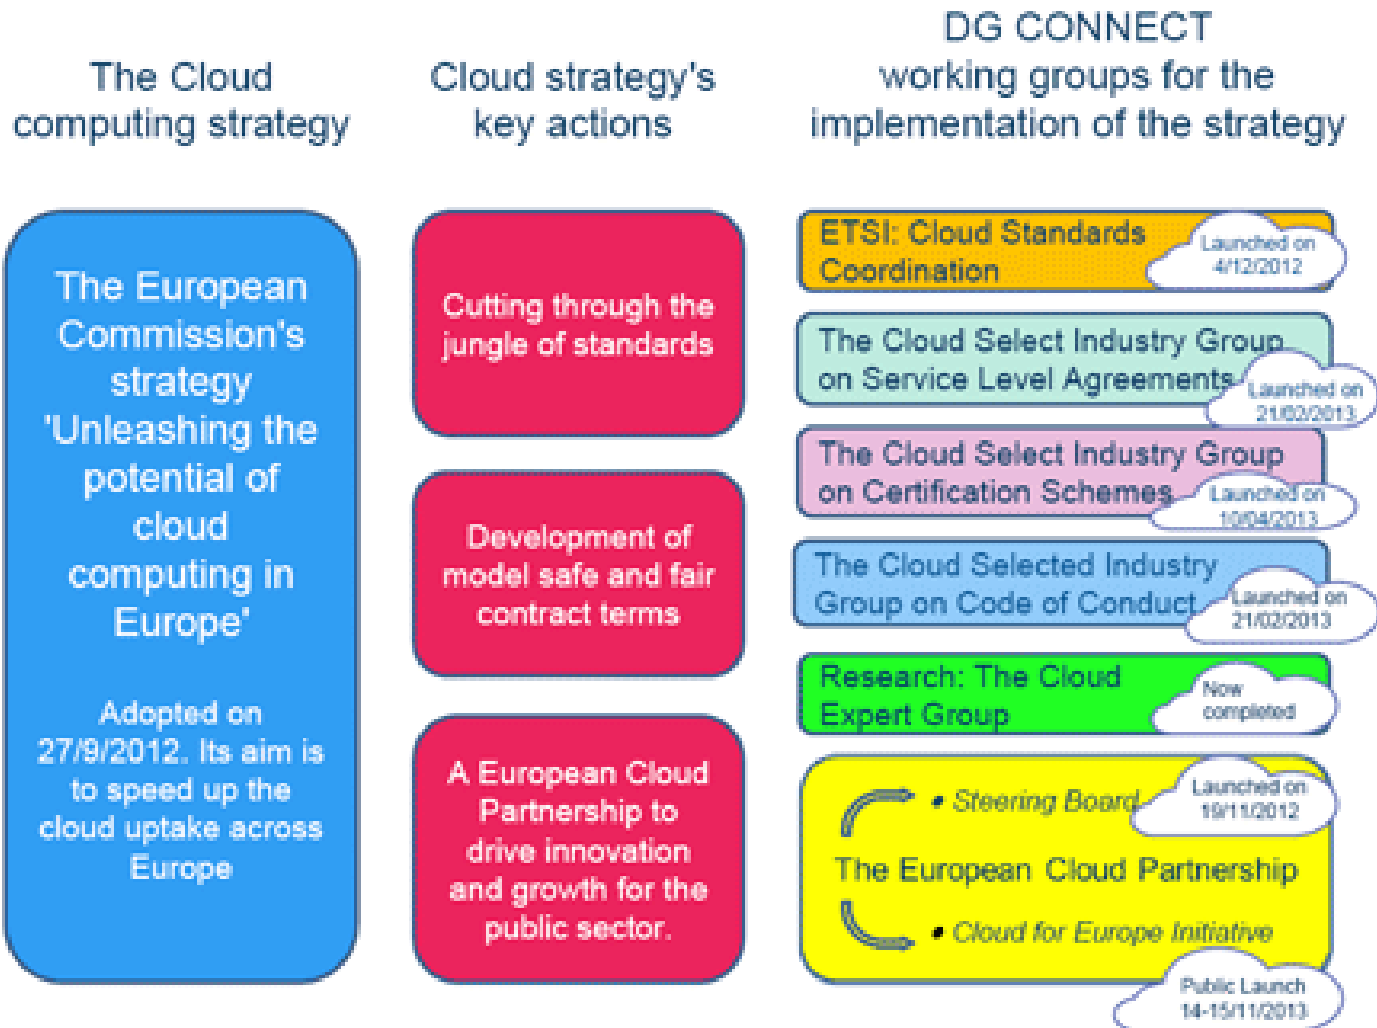 The Cloud
computing strategy
Cloud strategy's
key actions
DG CONNECT
working groups for the
implementation of the strategy
The European
Commission's
strategy
'Unleashing the
potential of
cloud
computing in
Europe'
Adopted on
27/9/2012. Its aim is
to speed up the
cloud uptake across
Europe
Cutting through the
jungle of standards
Development of
model safe and fair
contract terms
A European Cloud
Partnership to
drive innovation
and growth for the
public sector.
ETSI: Cloud Standards
Coordination
Launched on
4/12/2012
The Cloud Select Industry Group
on Service Level Agreements
Launched on
21/02/2013
The Cloud Select Industry Group
on Certification Schemes
Launched on
10/04/2013
The Cloud Selected Industry
Group on Code of Conduct
Launched on
21/02/2013
Research: The Cloud
Expert Group
Now
completed
• Steering Board
Launched on
19/11/2012
The European Cloud Partnership
• Cloud for Europe Initiative
Public Launch
14-15/11/2013